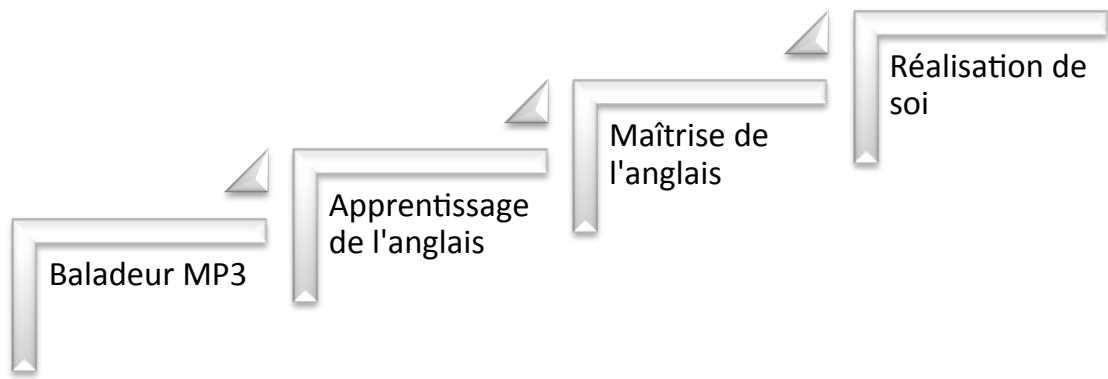 Baladeur MP3
Apprentissage
de l'anglais
Maîtrise de
l'anglais
Réalisation de
soi